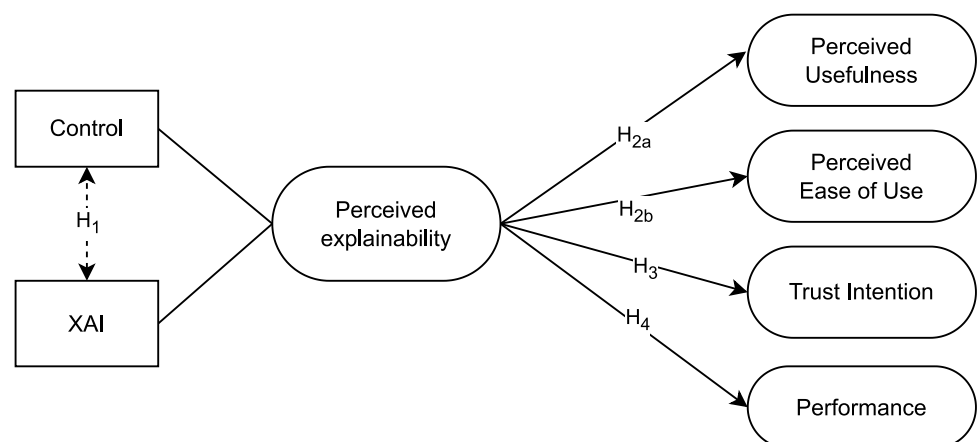 Control
H1
XAI
Perceived
explainability
H2a
H2b
H3
H4
Perceived
Usefulness
Perceived
Ease of Use
Trust Intention
Performance